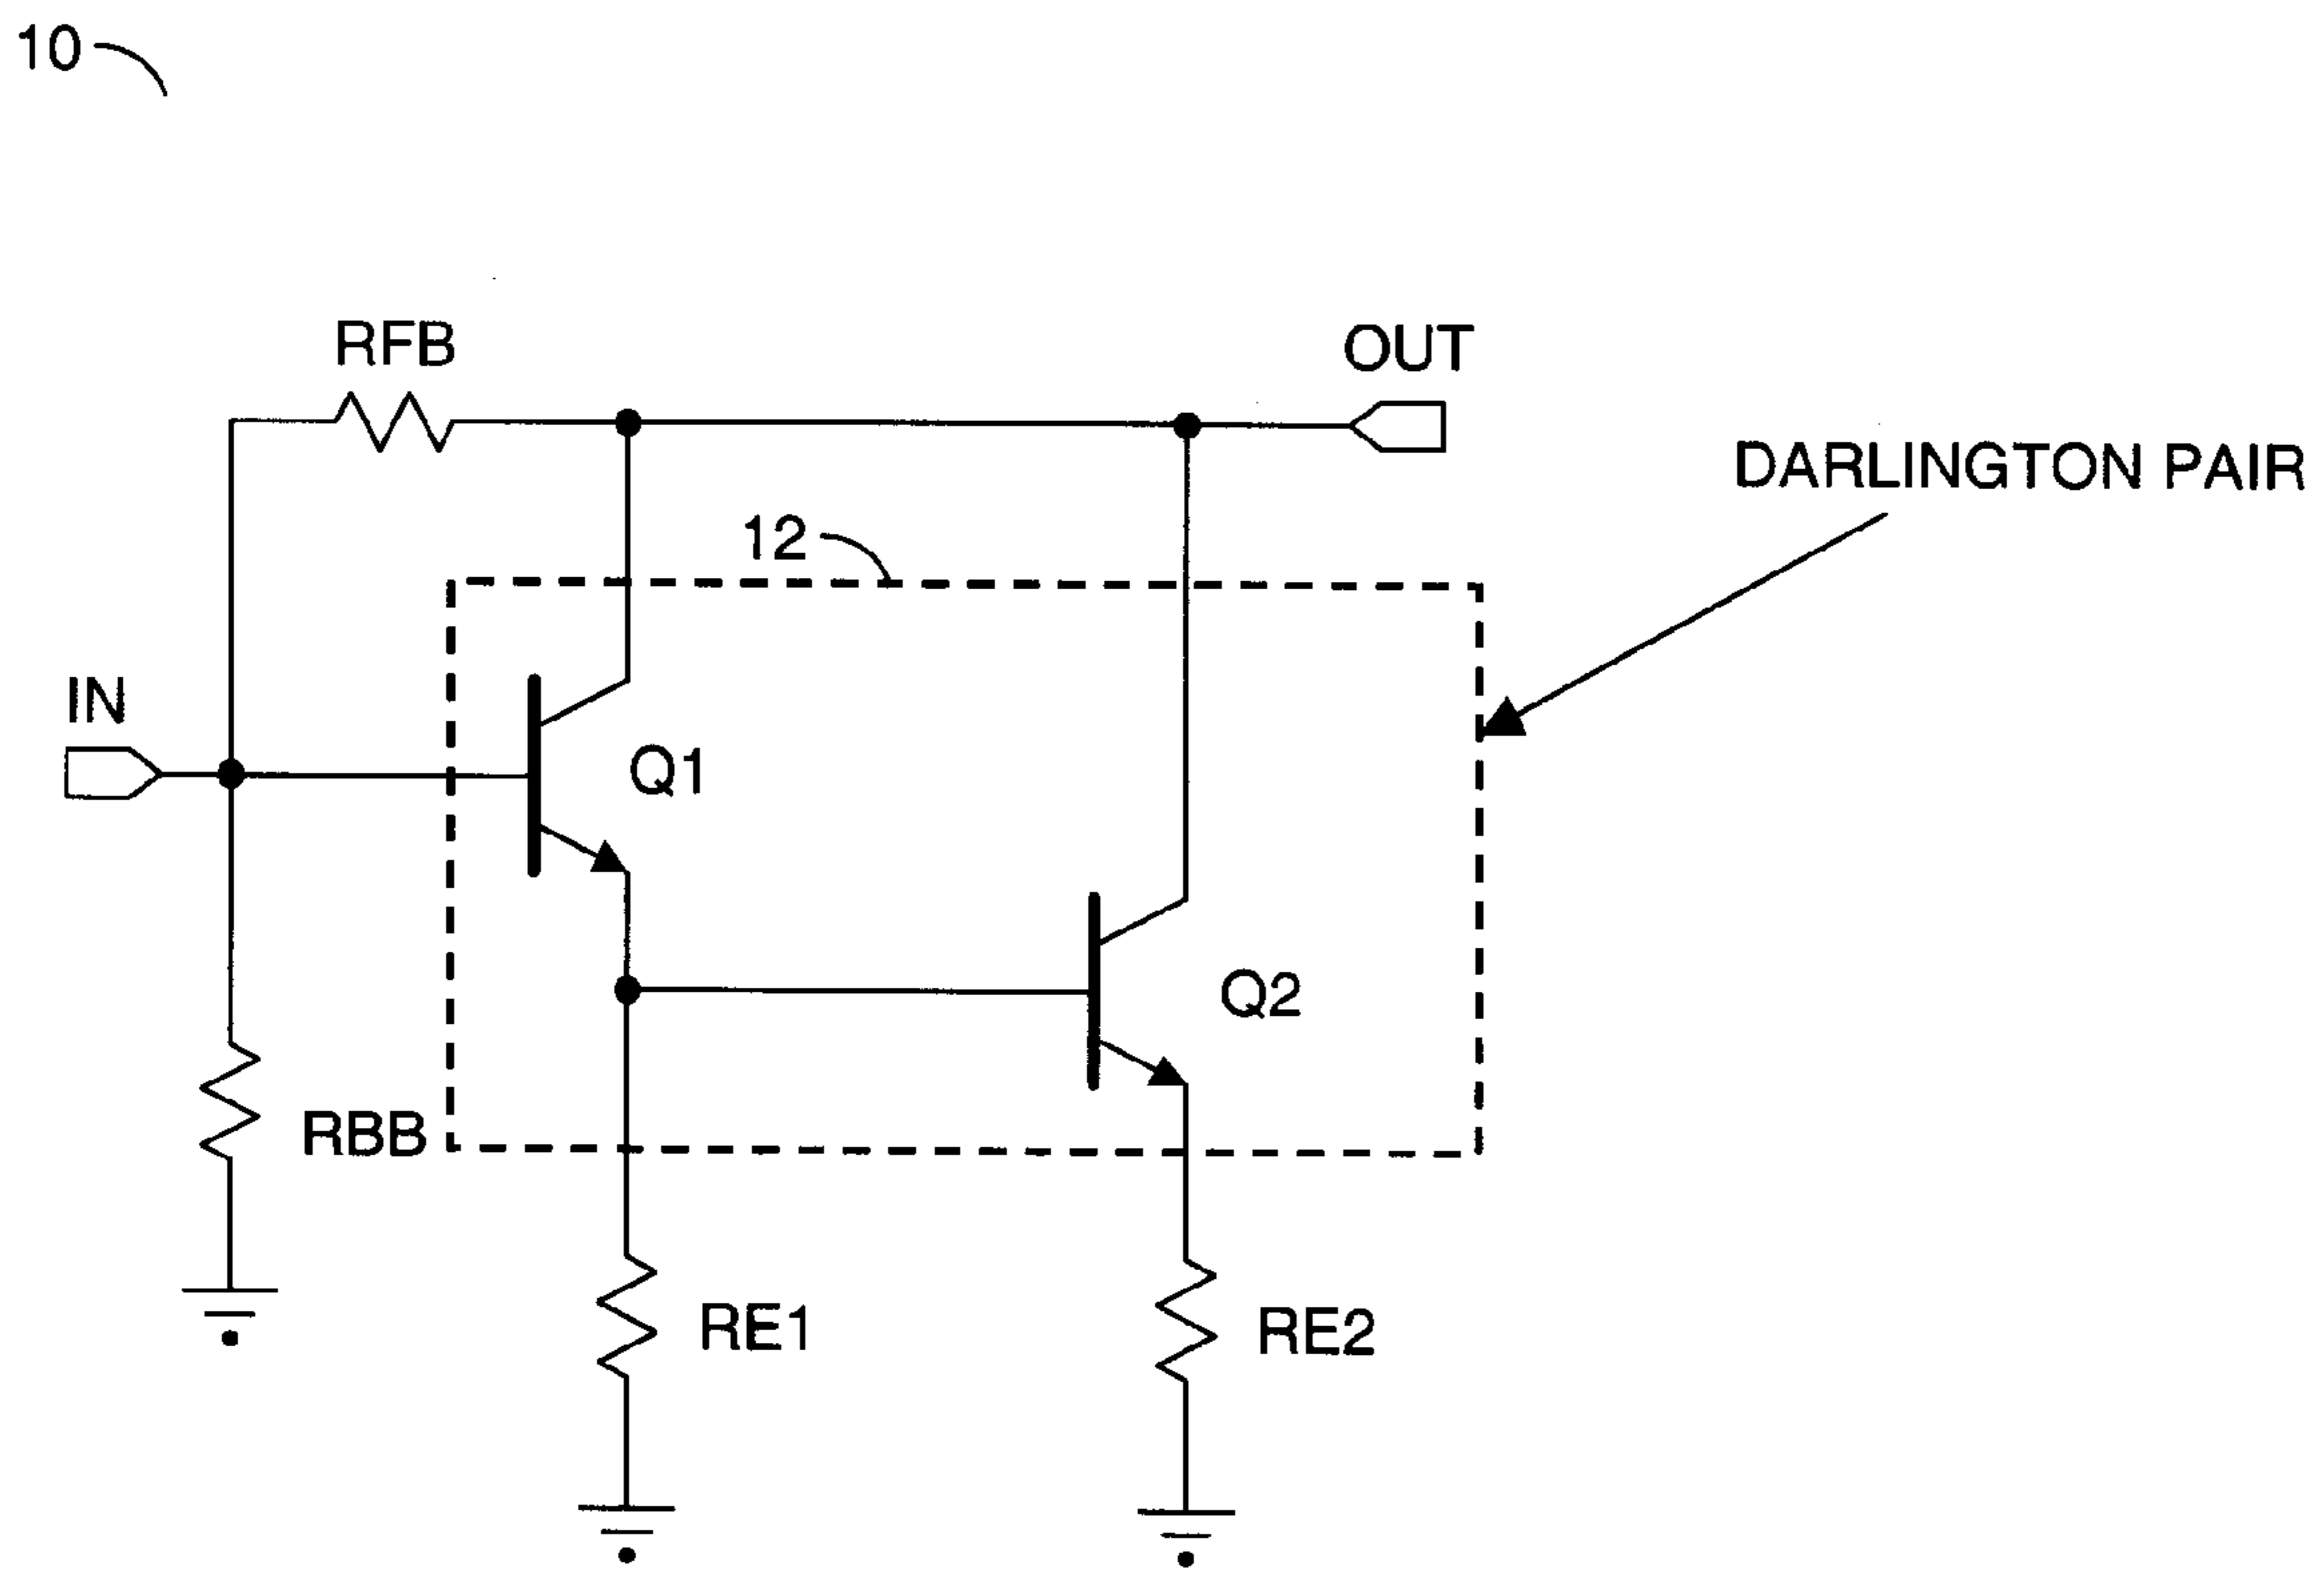 10
RFB
OUT
DARLINGTON PAIR
12
IN
Q1
Q2
RBB
RE1
RE2